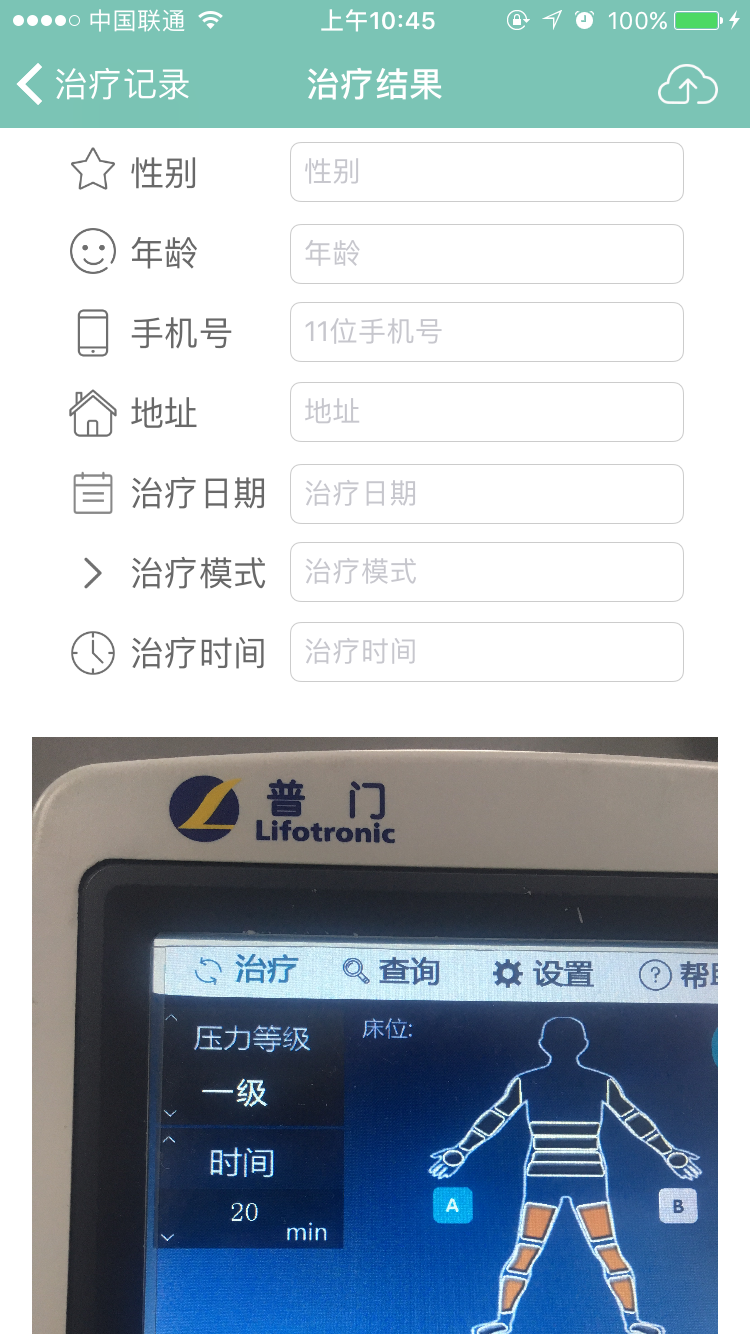 中国联通 上午10:45 100%
治疗记录 治疗结果
性别 性别
年龄 年龄
手机号 11位手机号
地址 地址
治疗日期 治疗日期
治疗模式 治疗模式
治疗时间 治疗时间
普门
Lifotronic
治疗 查询 设置
压力等级 床位:
一级
时间
20
min
A B